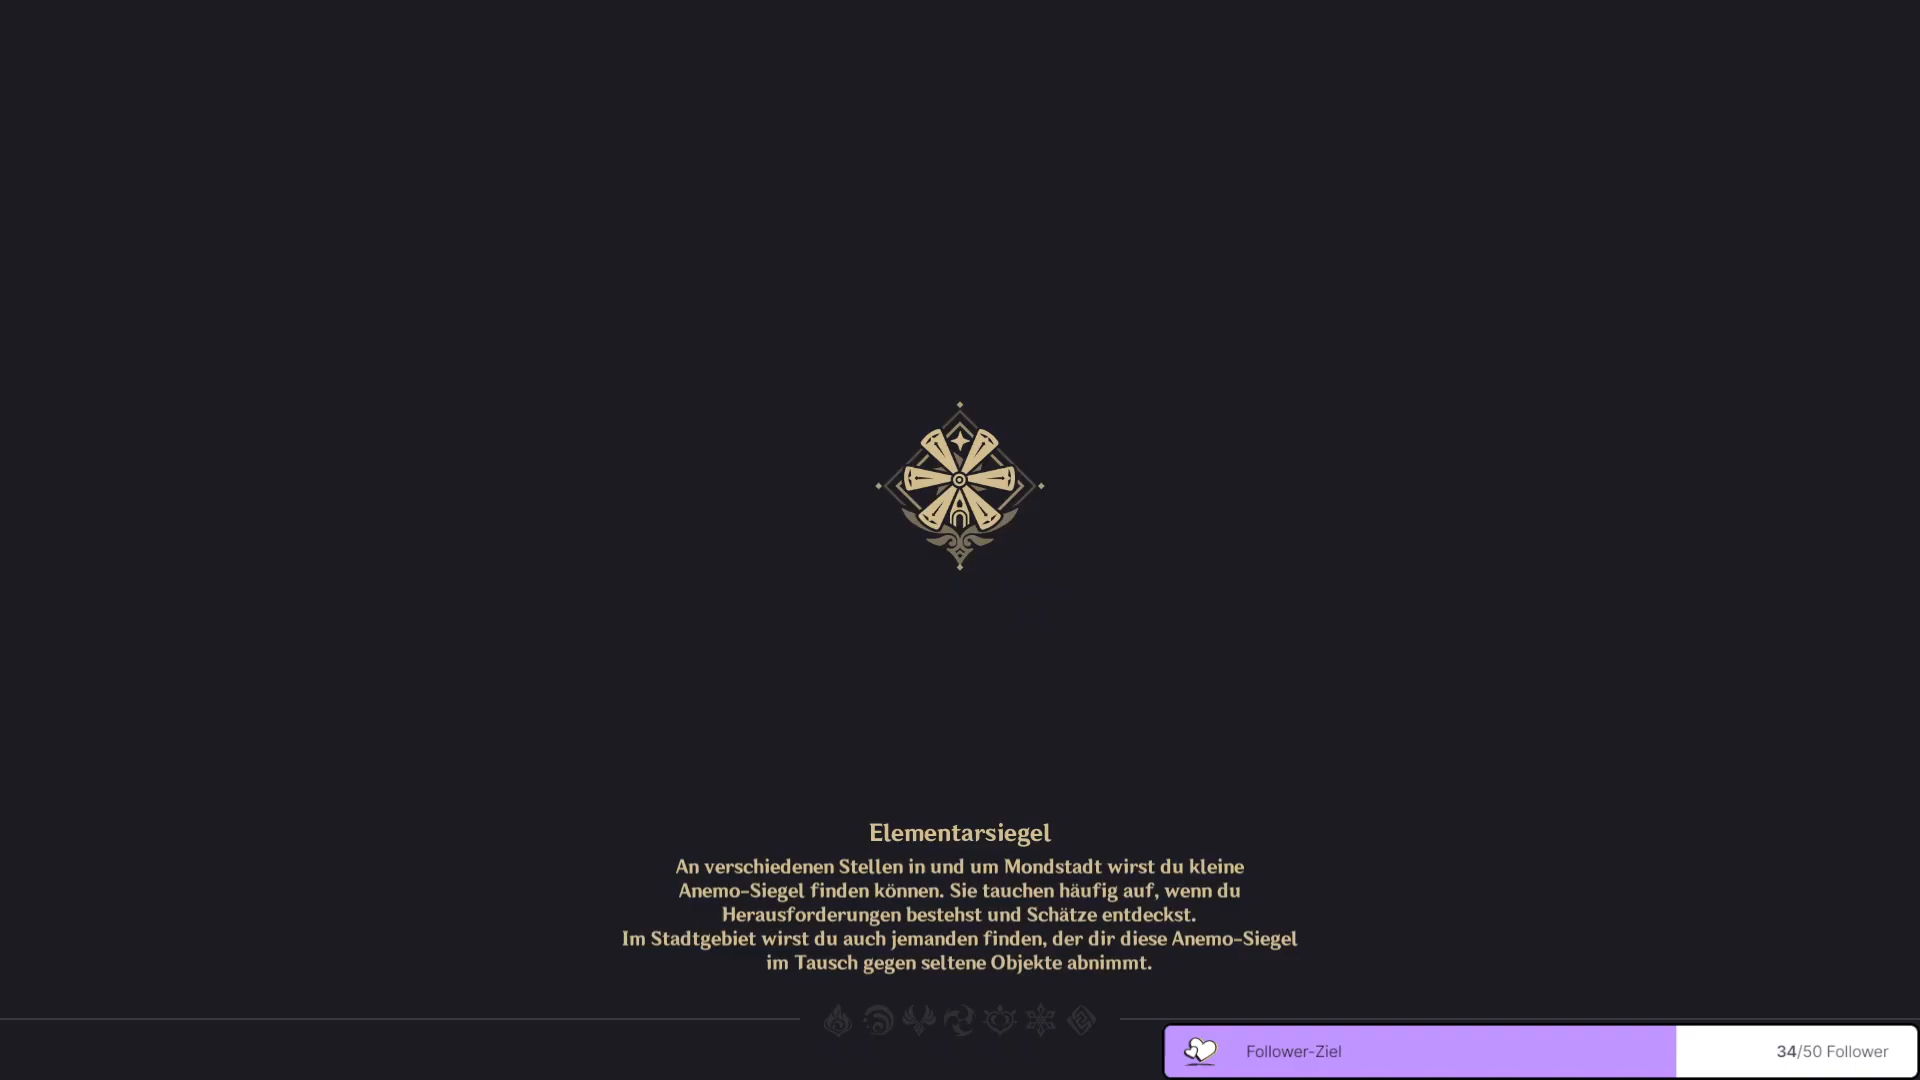 Elementarsiegel
An verschiedenen Stellen in und um Mondstadt wirst du kleine
Anemo-Siegel finden können. Sie tauchen häufig auf, wenn du
Herausforderungen bestehst und Schätze entdeckst.
Im Stadtgebiet wirst du auch jemanden finden, der dir diese Anemo-Siegel
im Tausch gegen seltene Objekte abnimmt.
Follower-Ziel
34/50 Follower